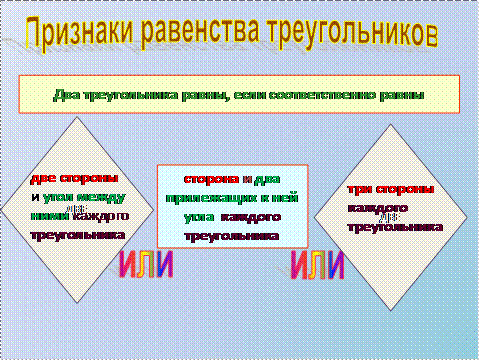 Признаки равенства треугольников
Два треугольника равны, если соответственно равны
две стороны
и угол между
ними каждого
треугольника
сторона и два
прилежащих к ней
угла каждого
треугольника
три стороны
каждого
треугольника
ИЛИ
ИЛИ